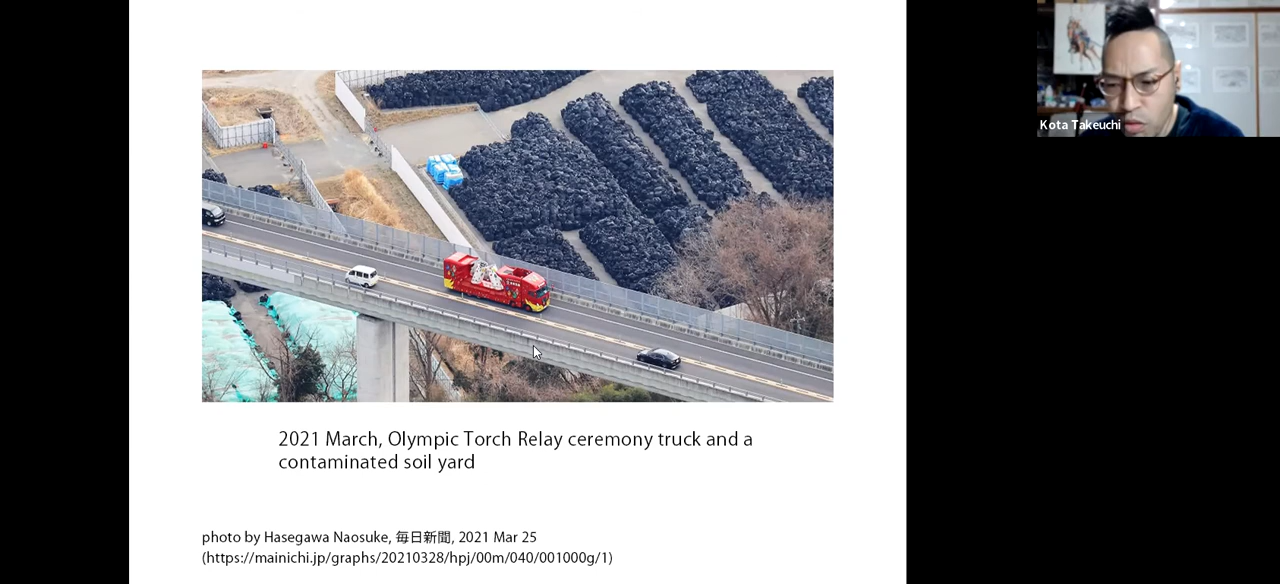 Kota Takeuchi
2021 March, Olympic Torch Relay ceremony truck and a
contaminated soil yard
photo by Hasegawa Naosuke, 毎日新聞, 2021 Mar 25
(https://mainichi.jp/graphs/20210328/hpj/00m/040/001000g/1)